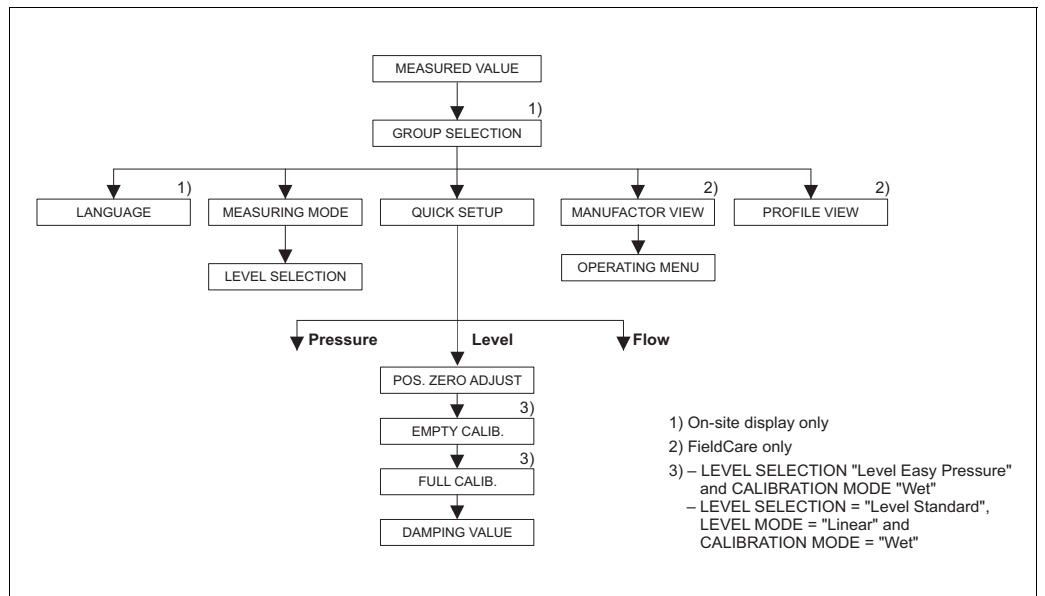 MEASURED VALUE
1)
GROUP SELECTION
1)
2)
2)
LANGUAGE
MEASURING MODE
QUICK SETUP
MANUFACTOR VIEW
PROFILE VIEW
LEVEL SELECTION
OPERATING MENU
Pressure
Level
Flow
POS. ZERO ADJUST
3)
EMPTY CALIB.
3)
FULL CALIB.
DAMPING VALUE
1) On-site display only
2) FieldCare only
3) – LEVEL SELECTION "Level Easy Pressure"
and CALIBRATION MODE "Wet"
– LEVEL SELECTION = "Level Standard",
LEVEL MODE = "Linear" and
CALIBRATION MODE = "Wet"